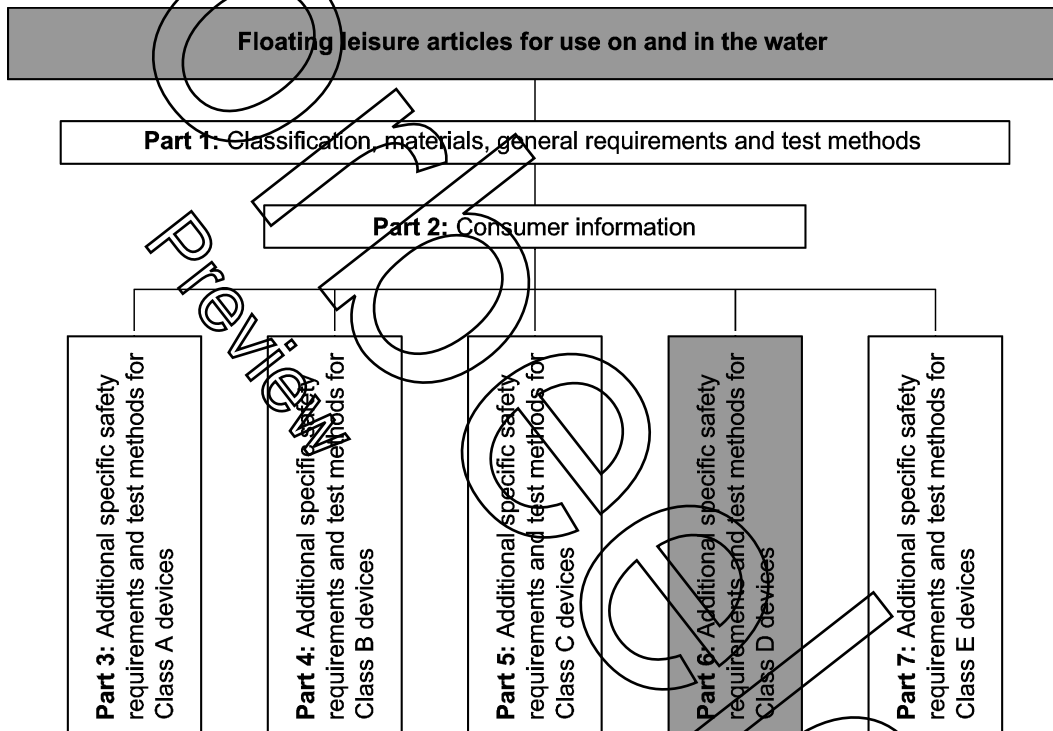 Floating leisure articles for use on and in the water
Part 1: Classification, materials, general requirements and test methods
Part 2: Consumer information
Part 3: Additional specific safety
requirements and test methods for
Class A devices
Part 4: Additional specific safety
requirements and test methods for
Class B devices
Part 5: Additional specific safety
requirements and test methods for
Class C devices
Part 6: Additional specific safety
requirements and test methods for
Class D devices
Part 7: Additional specific safety
requirements and test methods for
Class E devices
Preview